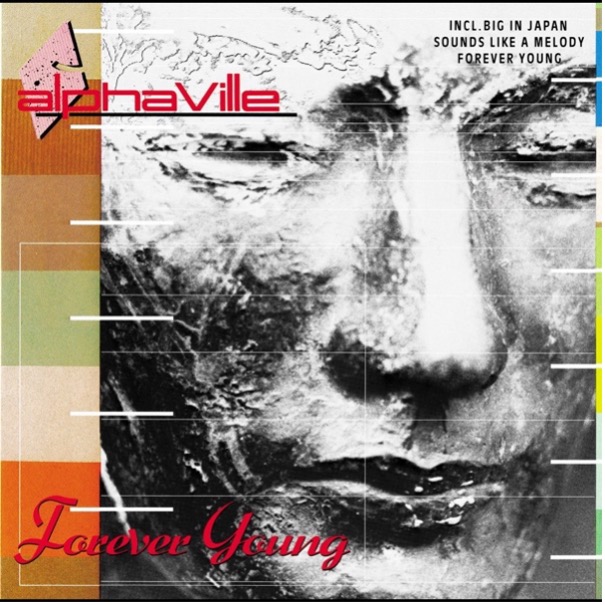 INCL.BIG IN JAPAN
SOUNDS LIKE A MELODY
FOREVER YOUNG
alphaville
Forever Young